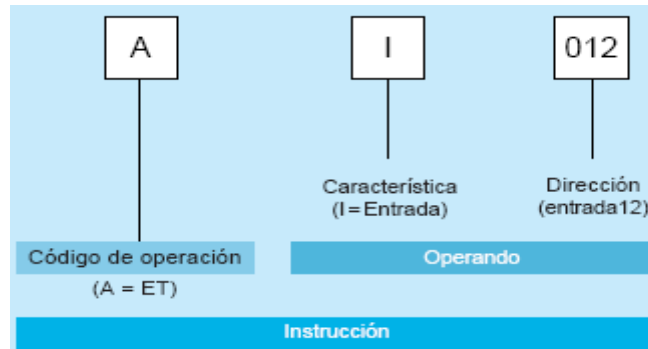 A I 012
Característica Dirección
(I=Entrada) (entrada12)
Código de operación Operando
(A = ET)
Instrucción